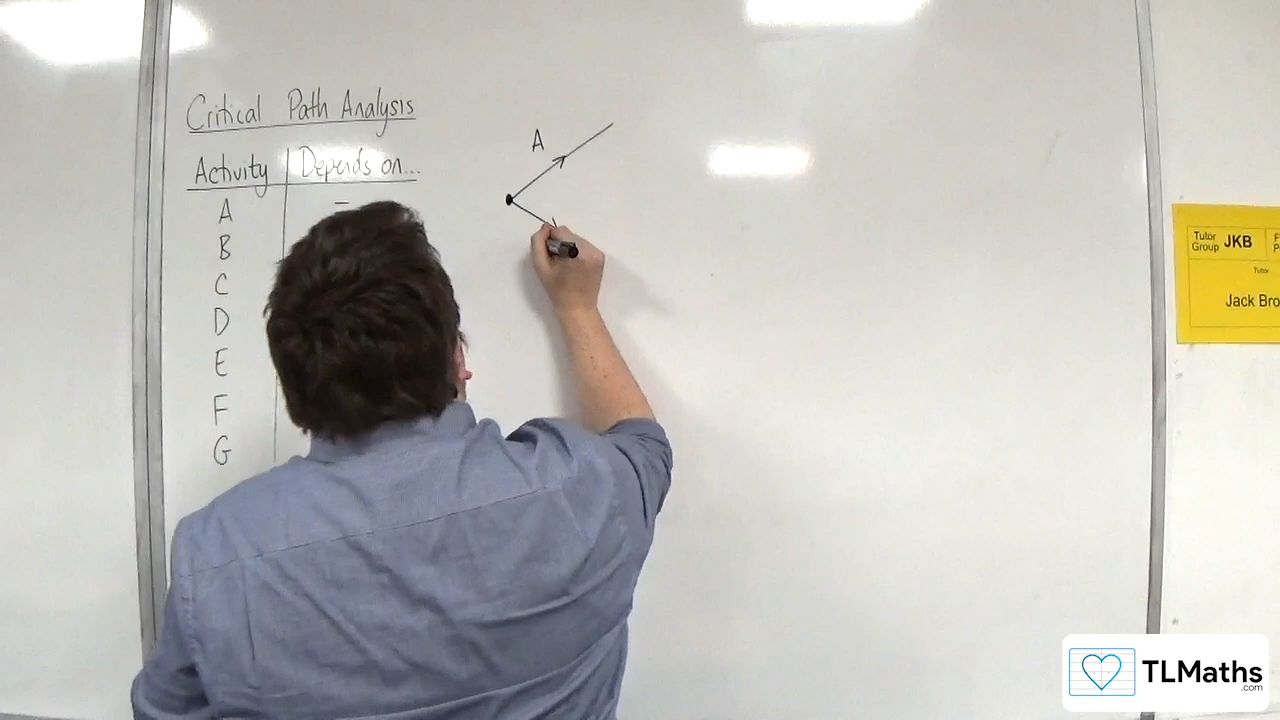 Critical Path Analysis
Activity Depends on...
A –
B
C
D
E
F
G
A
Tutor Group JKB
Tutor
Jack Bro
TLMaths
.com